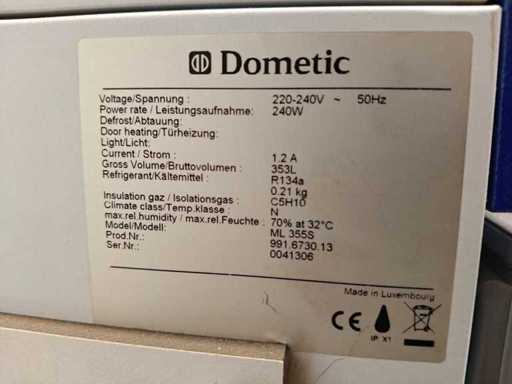 Dometic
Voltage/Spannung : 220-240V ~ 50Hz
Power rate / Leistungsaufnahme: 240W
Defrost/Abtauung:
Door heating/Türheizung:
Light/Licht:
Current / Strom : 1.2 A
Gross Volume/Bruttovolumen : 353L
Refrigerant/Kältemittel : R134a
0.21 kg
Insulation gaz / Isolationsgas : C5H10
Climate class/Temp.klasse : N
max.rel.humidity / max.rel.Feuchte : 70% at 32°C
Model/Modell: ML 355S
Prod.Nr.: 991.6730.13
Ser.Nr.: 0041306
Made in Luxembourg
CE
IP X1